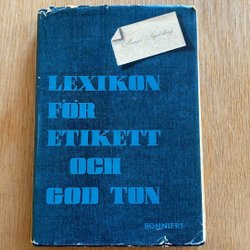 LEXIKON
FÖR
ETIKETT
OCH
GOD TON
BONNIERS